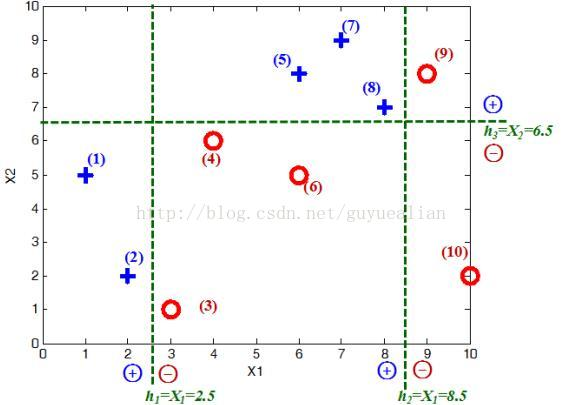 10
9
8
7
6
5
4
3
2
1
0
X2
(7)
(5)
(9)
(8)
h3=X2=6.5
(1)
(4)
(6)
http://blog.csdn.net/guyuealian
(2)
(10)
(3)
0 1 2 3 4 5 6 7 8 9 10
X1
+ − + −
h1=X1=2.5
h2=X1=8.5
+
−